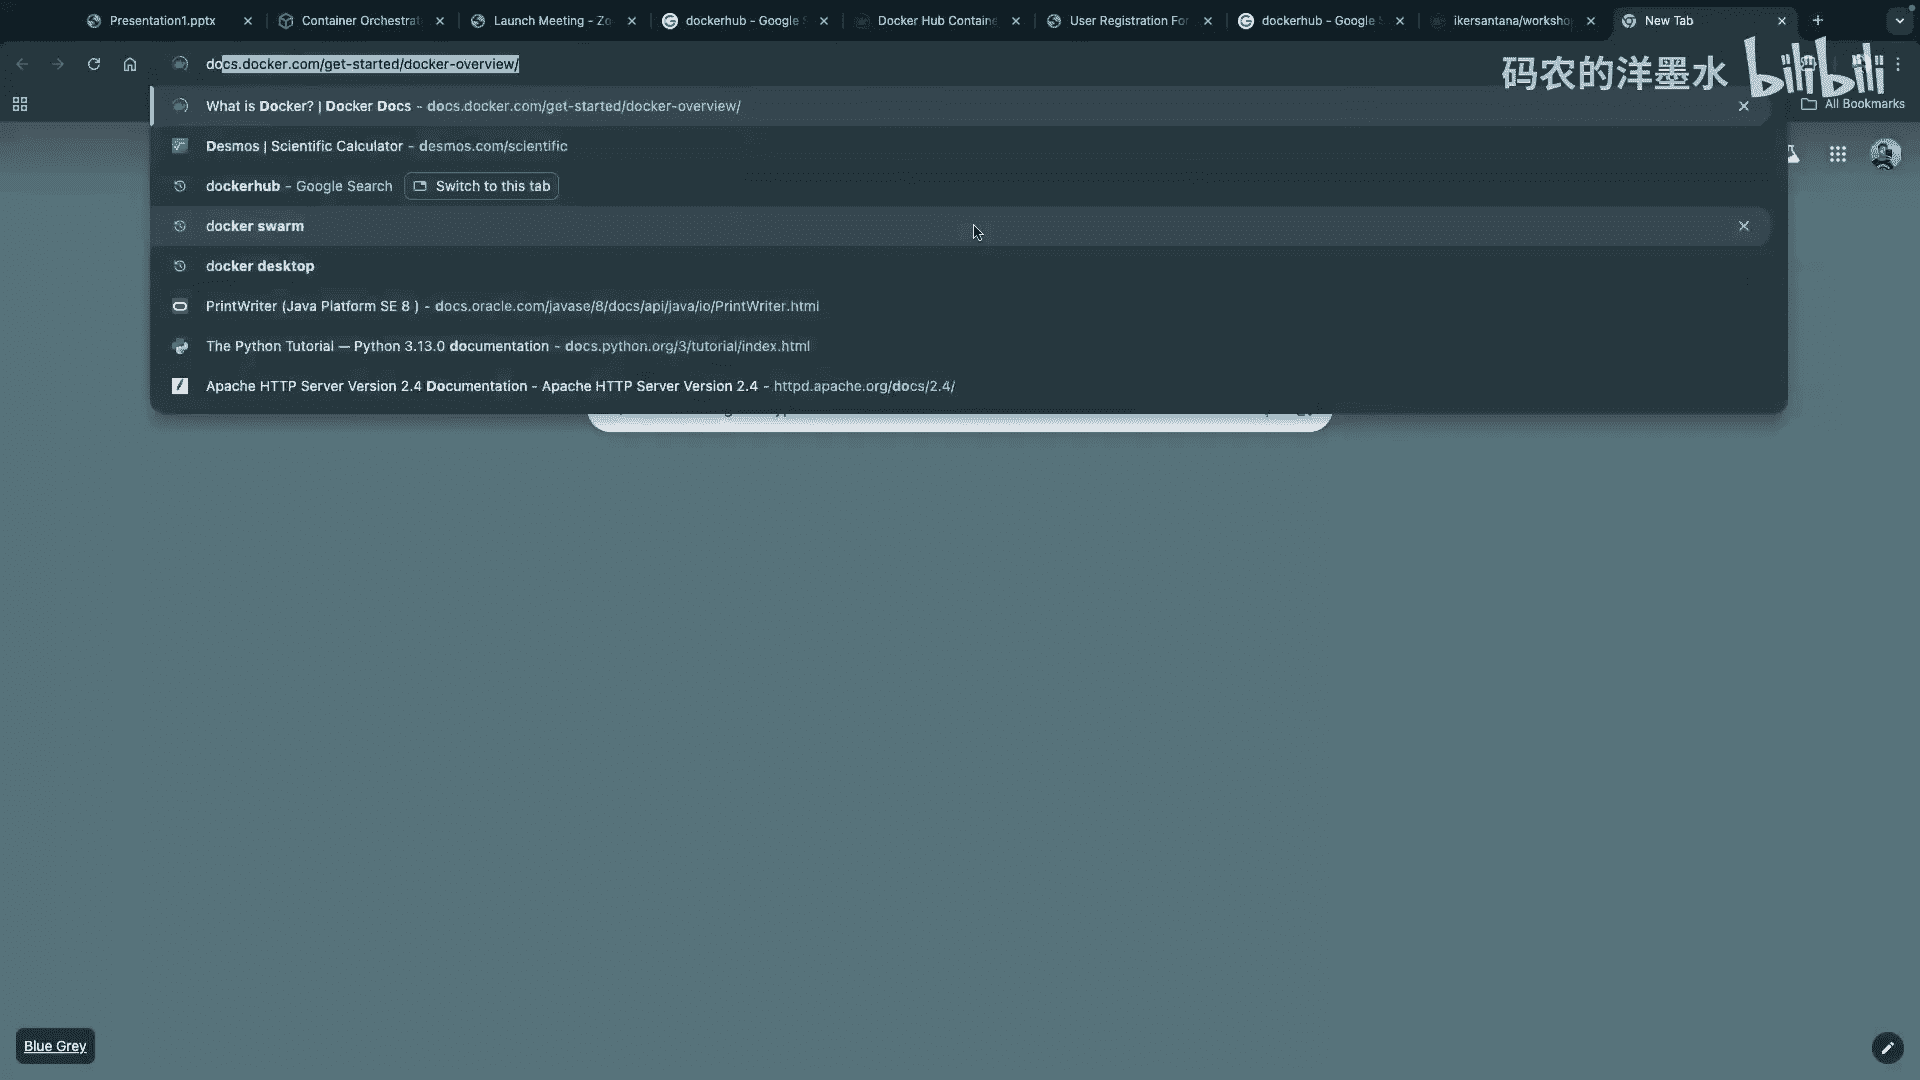 Presentation1.pptx
Container Orchestrat
Launch Meeting - Zo
dockerhub - Google S
Docker Hub Containe
User Registration For
dockerhub - Google S
ikersantana/worksho
New Tab
docs.docker.com/get-started/docker-overview/
码农的洋墨水 bilibili
What is Docker? | Docker Docs - docs.docker.com/get-started/docker-overview/
All Bookmarks
Desmos | Scientific Calculator - desmos.com/scientific
dockerhub - Google Search Switch to this tab
docker swarm
docker desktop
PrintWriter (Java Platform SE 8 ) - docs.oracle.com/javase/8/docs/api/java/io/PrintWriter.html
The Python Tutorial — Python 3.13.0 documentation - docs.python.org/3/tutorial/index.html
Apache HTTP Server Version 2.4 Documentation - Apache HTTP Server Version 2.4 - httpd.apache.org/docs/2.4/
Blue Grey